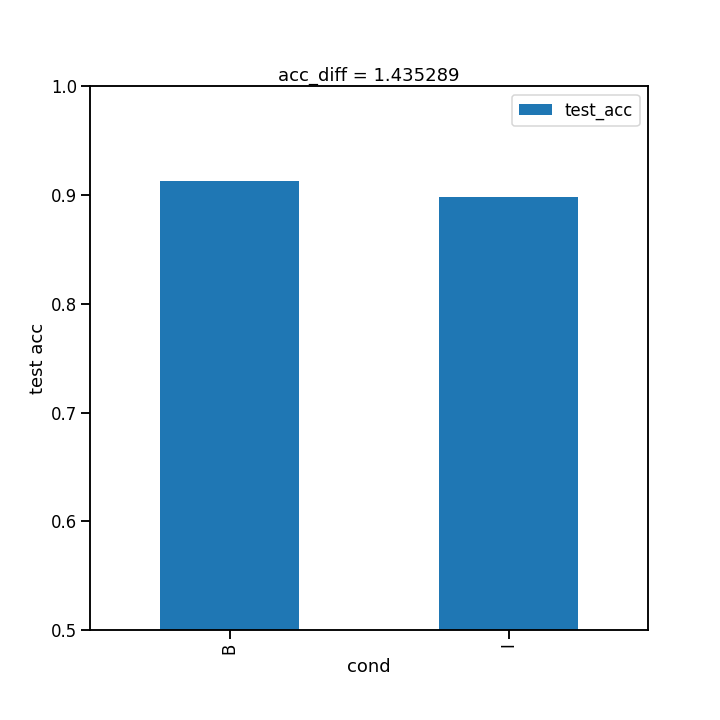 acc_diff = 1.435289
test_acc
1.0
0.9
0.8
0.7
0.6
0.5
test acc
B
I
cond